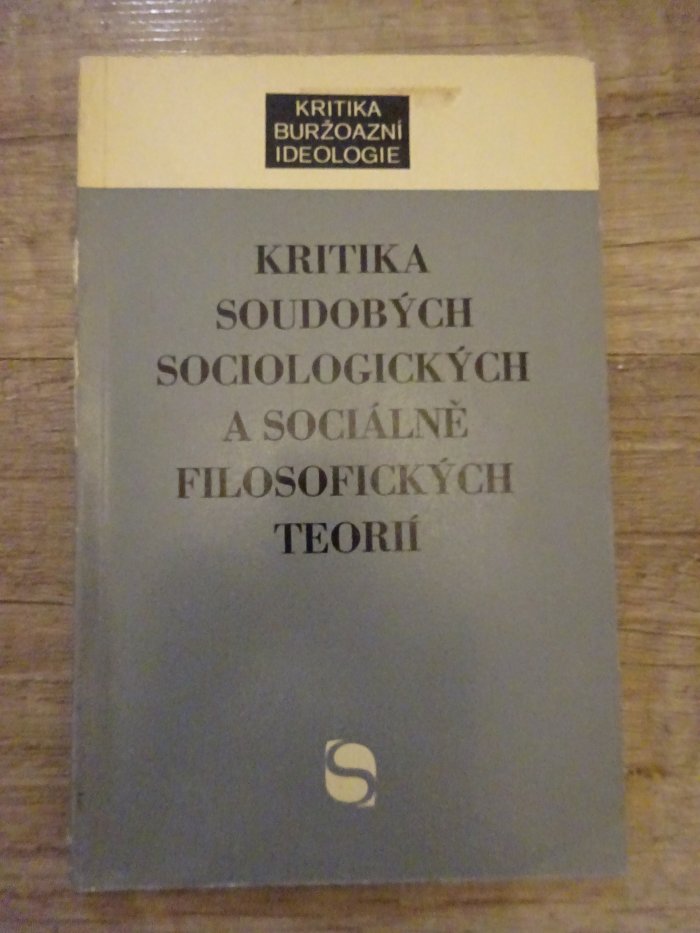 KRITIKA
BURŽOAZNÍ
IDEOLOGIE
KRITIKA
SOUDOBÝCH
SOCIOLOGICKÝCH
A SOCIÁLNĚ
FILOSOFICKÝCH
TEORIÍ
S